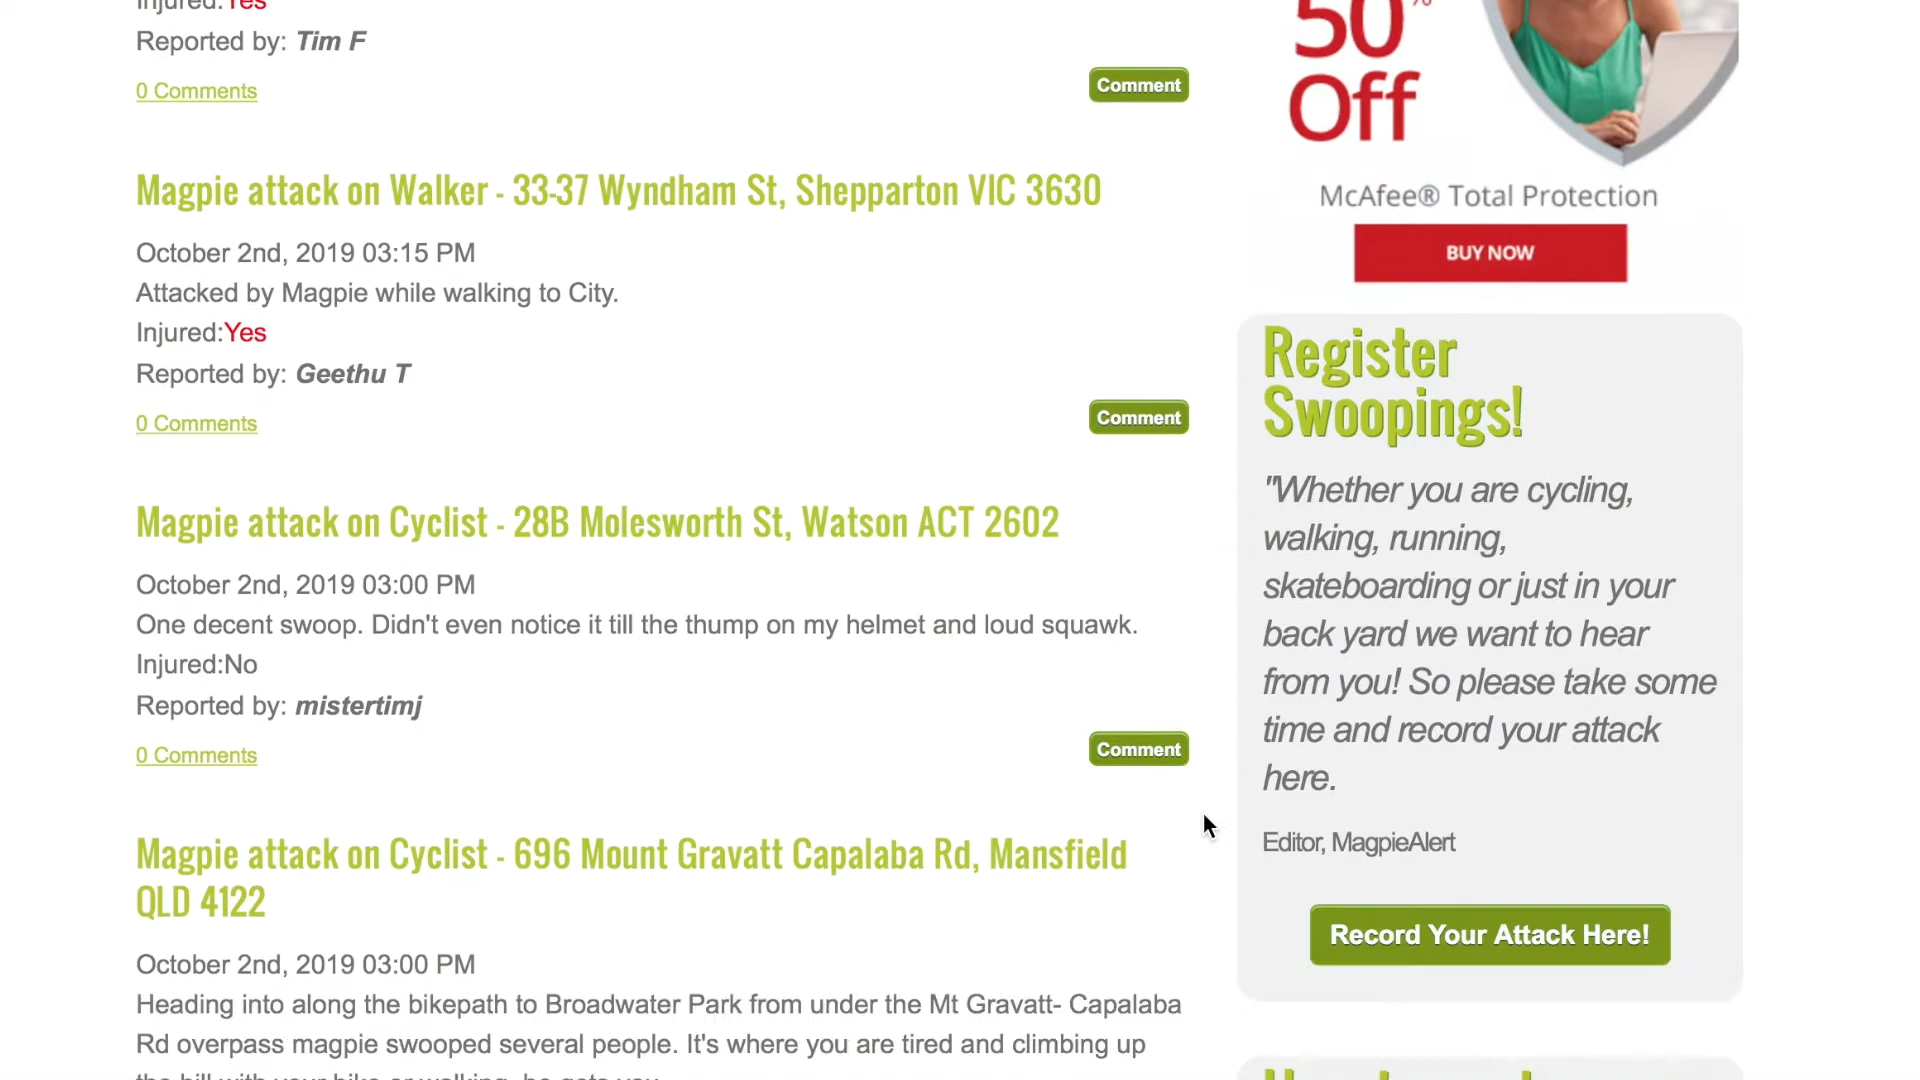 Injured:Yes
Reported by: Tim F
0 Comments
Comment
Magpie attack on Walker - 33-37 Wyndham St, Shepparton VIC 3630
October 2nd, 2019 03:15 PM
Attacked by Magpie while walking to City.
Injured:Yes
Reported by: Geethu T
0 Comments
Comment
Magpie attack on Cyclist - 28B Molesworth St, Watson ACT 2602
October 2nd, 2019 03:00 PM
One decent swoop. Didn't even notice it till the thump on my helmet and loud squawk.
Injured:No
Reported by: mistertimj
0 Comments
Comment
Magpie attack on Cyclist - 696 Mount Gravatt Capalaba Rd, Mansfield
QLD 4122
October 2nd, 2019 03:00 PM
Heading into along the bikepath to Broadwater Park from under the Mt Gravatt- Capalaba
Rd overpass magpie swooped several people. It's where you are tired and climbing up
50%
Off
McAfee® Total Protection
BUY NOW
Register
Swoopings!
"Whether you are cycling,
walking, running,
skateboarding or just in your
back yard we want to hear
from you! So please take some
time and record your attack
here.
Editor, MagpieAlert
Record Your Attack Here!